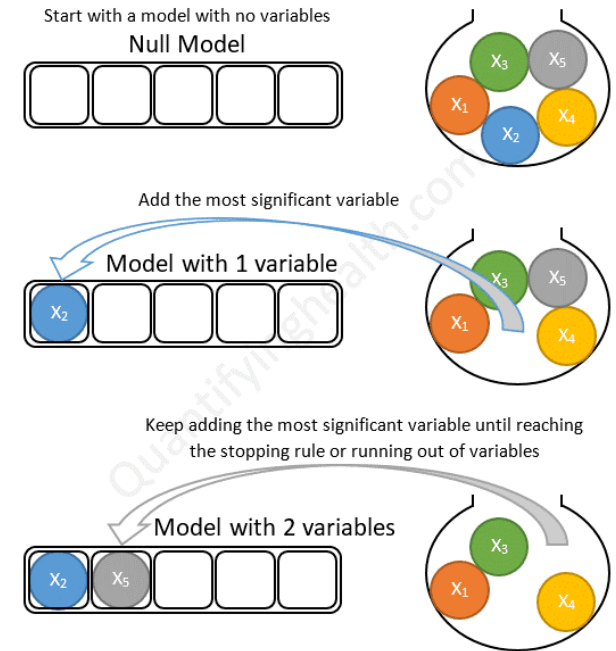 Start with a model with no variables
Null Model
X3
X5
X1
X4
X2
Add the most significant variable
Model with 1 variable
X2
X3
X5
X1
X4
Keep adding the most significant variable until reaching
the stopping rule or running out of variables
Model with 2 variables
X2
X5
X3
X1
X4
Quantifyinghealth.com